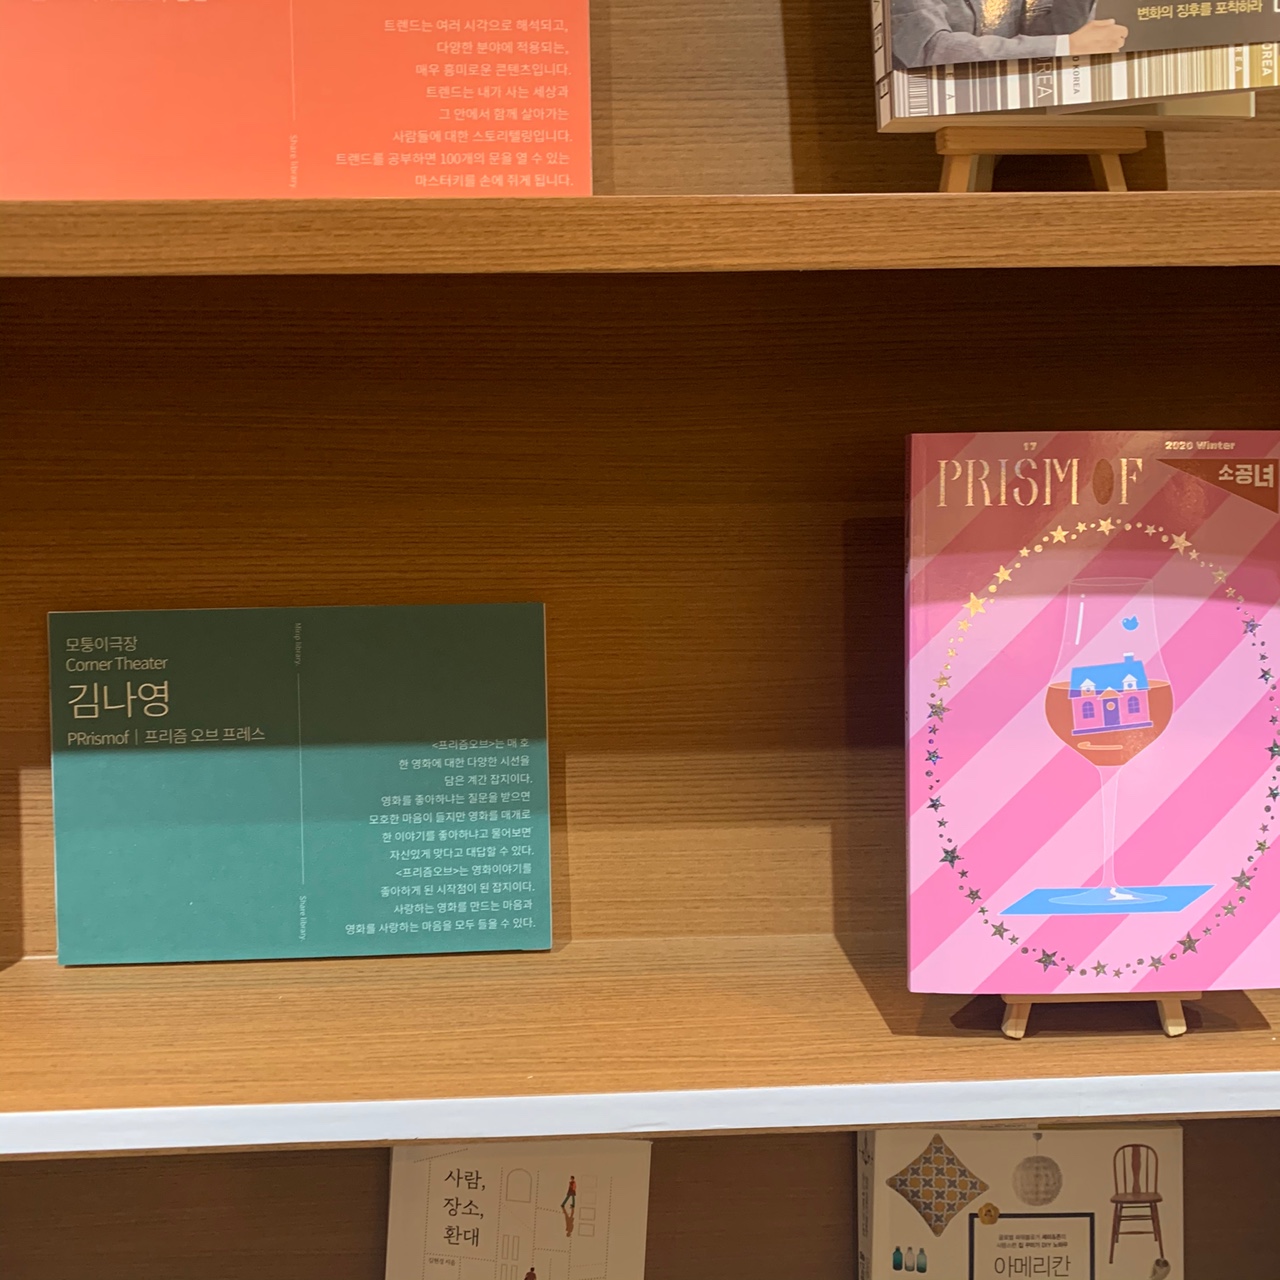 트렌드는 여러 시각으로 해석되고,
다양한 분야에 적용되는,
매우 흥미로운 콘텐츠입니다.
트렌드는 내가 사는 세상과
그 안에서 함께 살아가는
사람들에 대한 스토리텔링입니다.
트렌드를 공부하면 100개의 문을 열 수 있는
마스터키를 손에 쥐게 됩니다.
Share library.
변화의 징후를 포착하라
KOREA
17
2020 Winter
PRISM OF
소공녀
모퉁이극장
Corner Theater
김나영
PRrismof | 프리즘 오브 프레스
library.
<프리즘오브>는 매 호
한 영화에 대한 다양한 시선을
담은 계간 잡지이다.
영화를 좋아하냐는 질문을 받으면
모호한 마음이 들지만 영화를 매개로
한 이야기를 좋아하냐고 물어보면
자신있게 맞다고 대답할 수 있다.
<프리즘오브>는 영화이야기를
좋아하게 된 시작점이 된 잡지이다.
사랑하는 영화를 만드는 마음과
영화를 사랑하는 마음을 모두 들을 수 있다.
Share library.
사람,
장소,
환대
김현경 지음
아메리칸